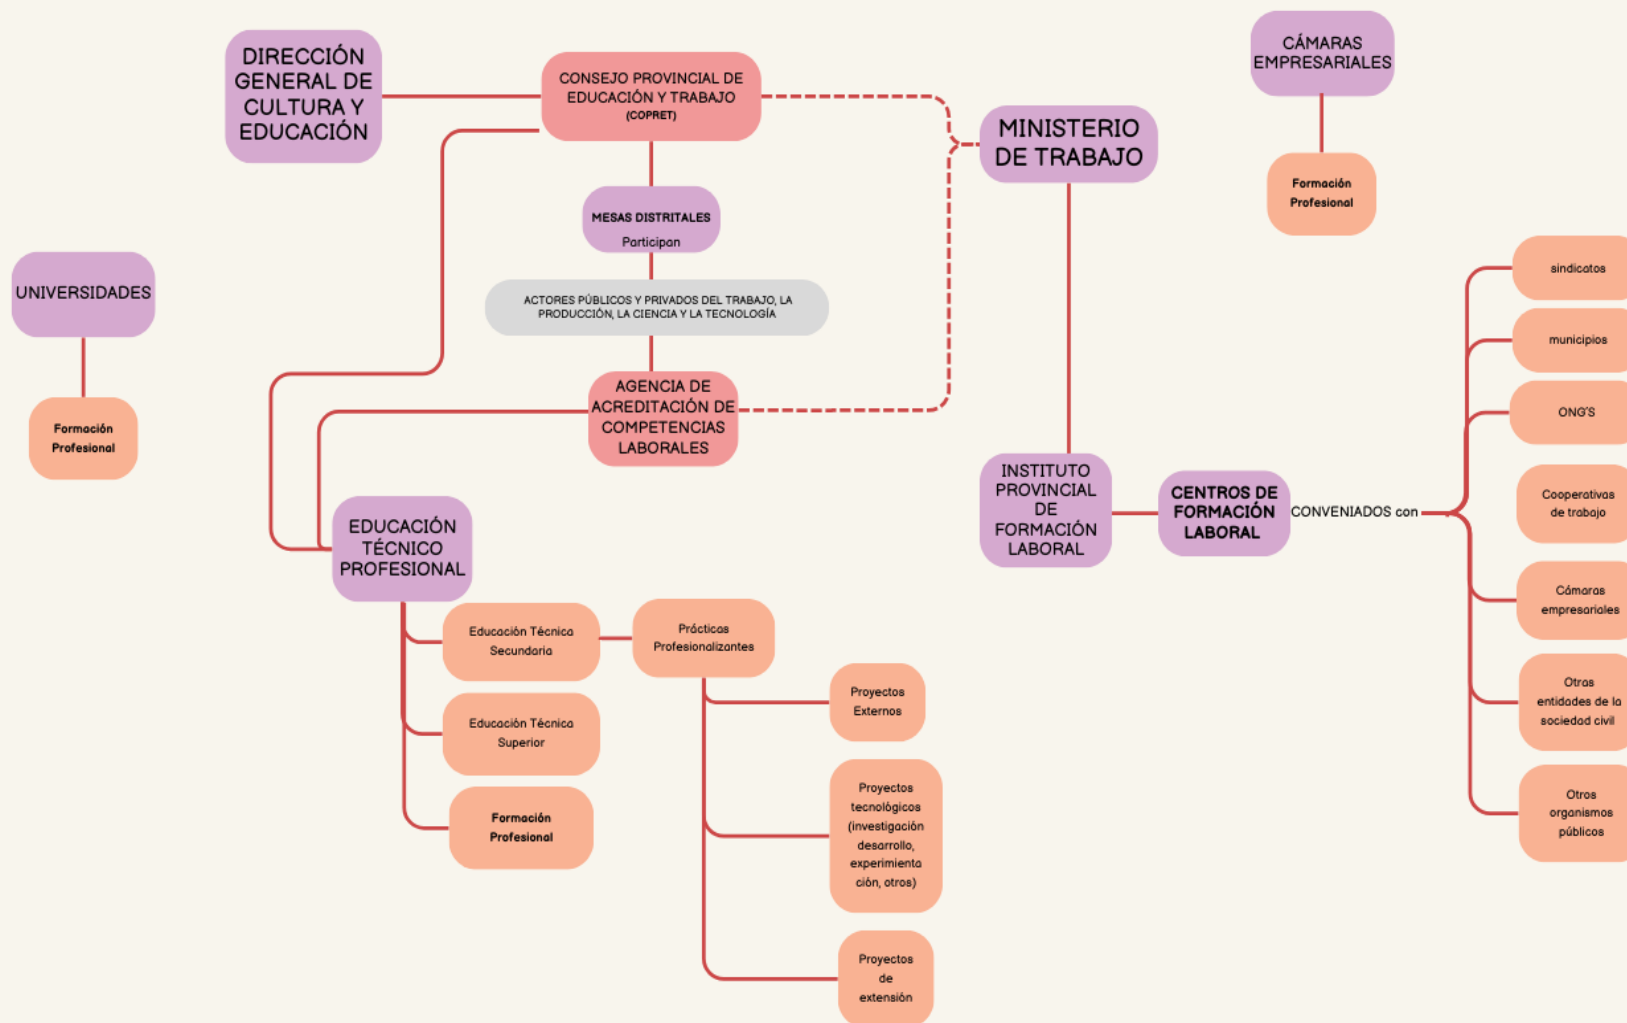 DIRECCIÓN
GENERAL DE
CULTURA Y
EDUCACIÓN
CONSEJO PROVINCIAL DE
EDUCACIÓN Y TRABAJO
(COPRET)
MESAS DISTRITALES
Participan
ACTORES PÚBLICOS Y PRIVADOS DEL TRABAJO, LA
PRODUCCIÓN, LA CIENCIA Y LA TECNOLOGÍA
AGENCIA DE
ACREDITACIÓN DE
COMPETENCIAS
LABORALES
MINISTERIO
DE TRABAJO
CÁMARAS
EMPRESARIALES
Formación
Profesional
UNIVERSIDADES
Formación
Profesional
EDUCACIÓN
TÉCNICO
PROFESIONAL
Educación Técnica
Secundaria
Educación Técnica
Superior
Formación
Profesional
Prácticas
Profesionalizantes
Proyectos
Externos
Proyectos
tecnológicos
(investigación
desarrollo,
experimienta
ción, otros)
Proyectos
de
extensión
INSTITUTO
PROVINCIAL
DE
FORMACIÓN
LABORAL
CENTROS DE
FORMACIÓN
LABORAL
CONVENIADOS con
sindicatos
municipios
ONG'S
Cooperativas
de trabajo
Cámaras
empresariales
Otras
entidades de la
sociedad civil
Otros
organismos
públicos